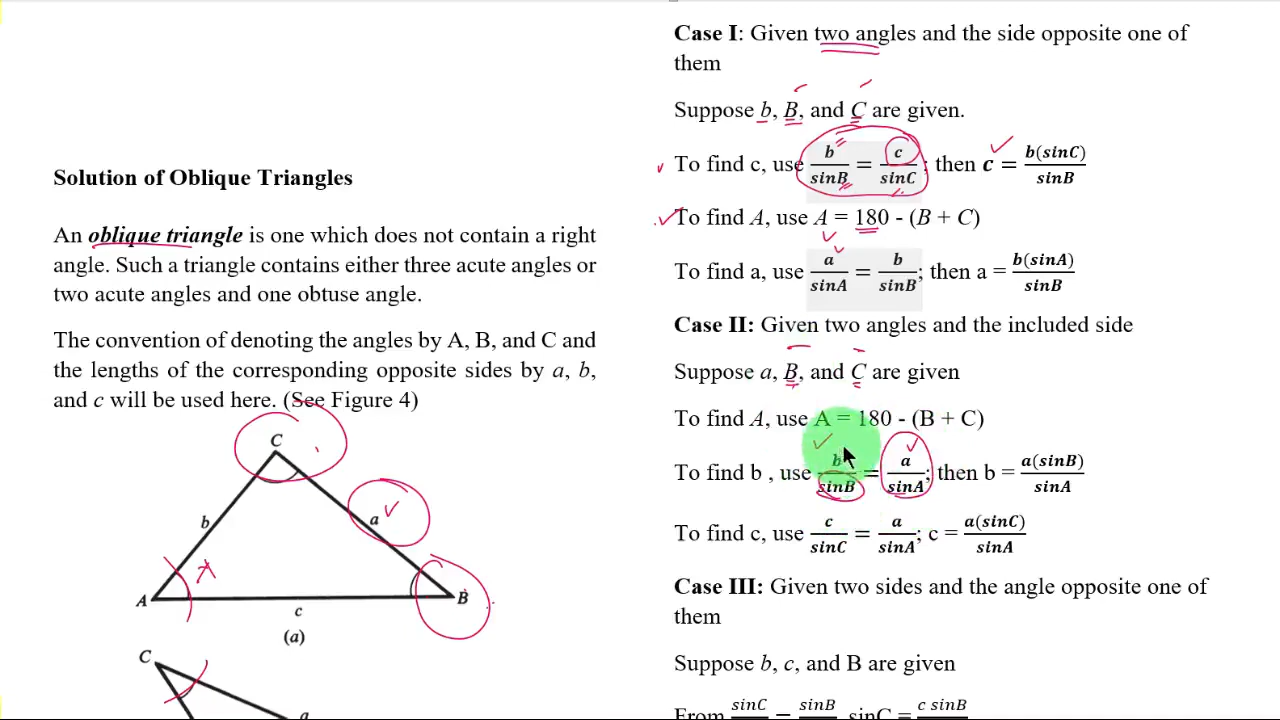 Solution of Oblique Triangles
An oblique triangle is one which does not contain a right
angle. Such a triangle contains either three acute angles or
two acute angles and one obtuse angle.
The convention of denoting the angles by A, B, and C and
the lengths of the corresponding opposite sides by a, b,
and c will be used here. (See Figure 4)
C
b
a
A
A
B
c
(a)
C
a
Case I: Given two angles and the side opposite one of
them
Suppose b, B, and C are given.
To find c, use b/sinB = c/sinC; then c = b(sinC)/sinB
To find A, use A = 180 - (B + C)
To find a, use a/sinA = b/sinB; then a = b(sinA)/sinB
Case II: Given two angles and the included side
Suppose a, B, and C are given
To find A, use A = 180 - (B + C)
To find b , use b/sinB = a/sinA; then b = a(sinB)/sinA
To find c, use c/sinC = a/sinA; c = a(sinC)/sinA
Case III: Given two sides and the angle opposite one of
them
Suppose b, c, and B are given
From sinC = sinB sinC = c sinB